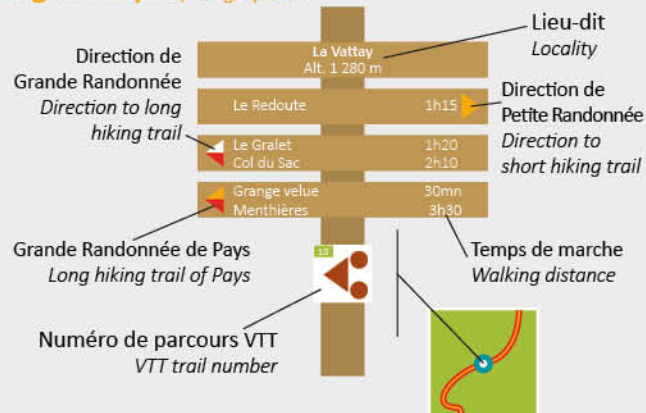 La Vattay
Alt. 1 280 m
Lieu-dit
Locality
Direction de
Grande Randonnée
Direction to long
hiking trail
Le Redoute 1h15
Direction de
Petite Randonnée
Direction to
short hiking trail
Le Gralet 1h20
Col du Sac 2h10
Grange velue 30mn
Menthières 3h30
Grande Randonnée de Pays
Long hiking trail of Pays
Temps de marche
Walking distance
10
Numéro de parcours VTT
VTT trail number